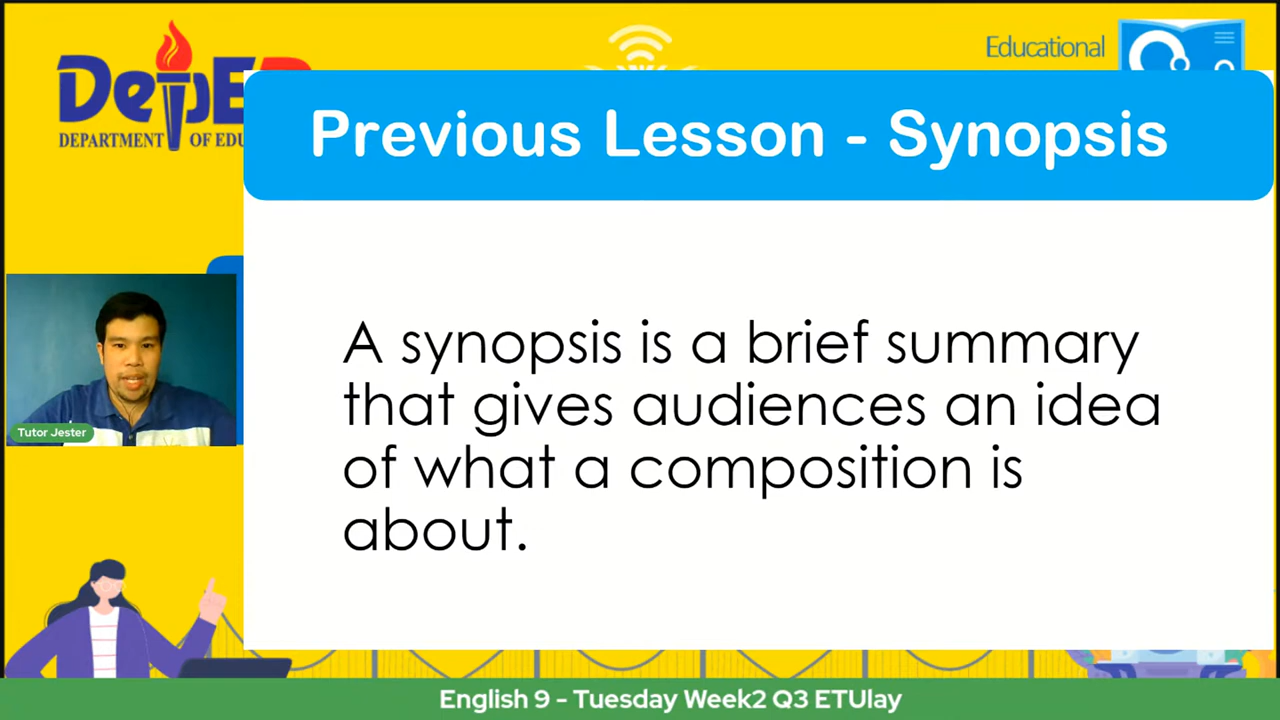 DepED
DEPARTMENT OF EDU
Educational
Previous Lesson - Synopsis
A synopsis is a brief summary
that gives audiences an idea
of what a composition is
about.
Tutor Jester
English 9 - Tuesday Week2 Q3 ETUlay